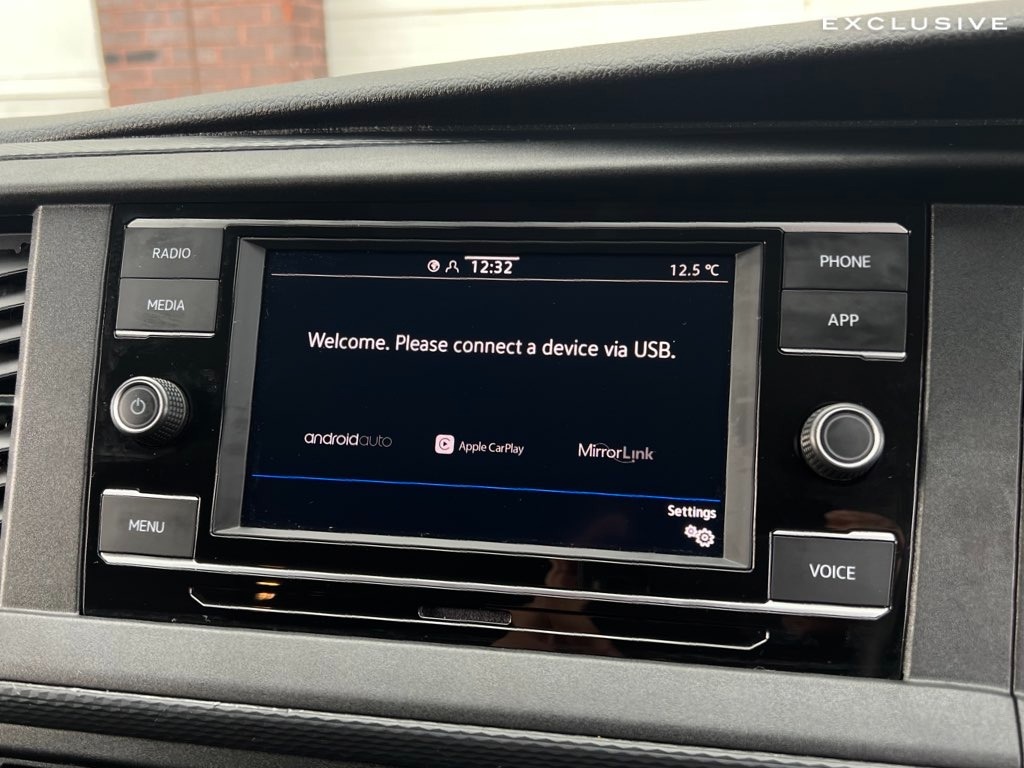 EXCLUSIVE
RADIO
MEDIA
PHONE
APP
12:32
12.5 °C
Welcome. Please connect a device via USB.
androidauto
Apple CarPlay
MirrorLink
Settings
MENU
VOICE